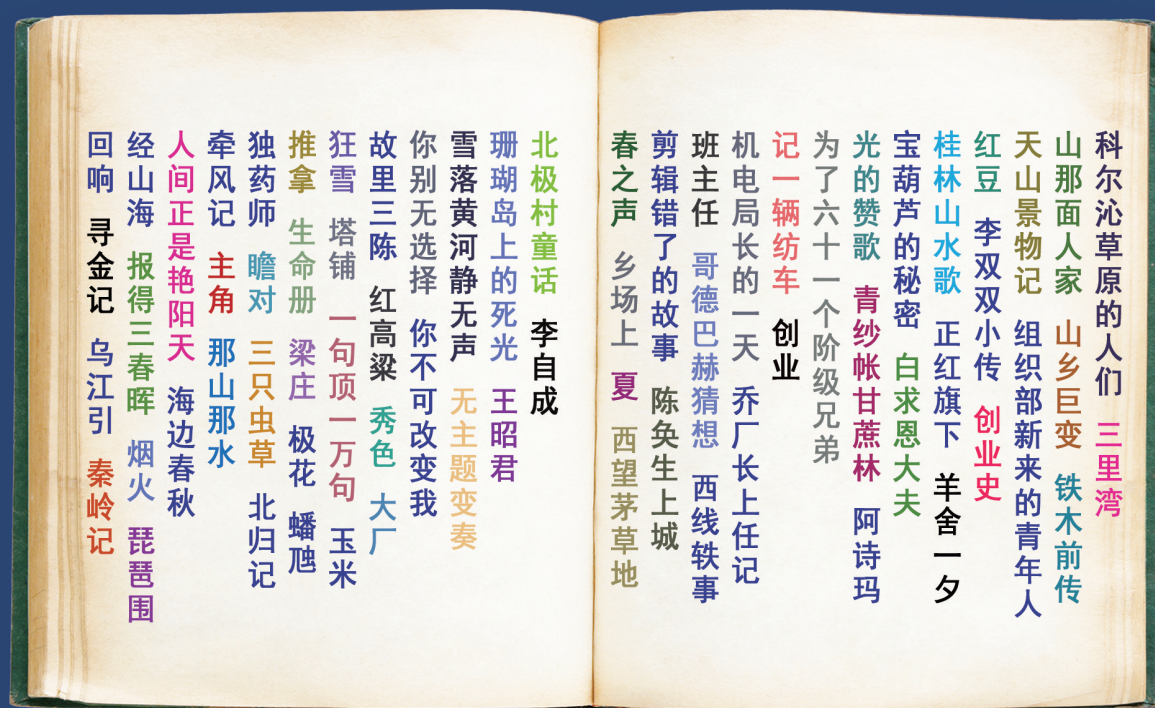 科尔沁草原的人们 三里湾
山那面人家 山乡巨变 铁木前传
天山景物记 组织部新来的青年人
红豆 李双双小传 创业史
桂林山水歌 正红旗下 羊舍一夕
宝葫芦的秘密 白求恩大夫
光的赞歌 青纱帐甘蔗林 阿诗玛
为了六十一个阶级兄弟
记一辆纺车 创业
机电局长的一天 乔厂长上任记
班主任 哥德巴赫猜想 西线轶事
剪辑错了的故事 陈奂生上城
春之声 乡场上 夏 西望茅草地
北极村童话 李自成
珊瑚岛上的死光 王昭君
雪落黄河静无声 无主题变奏
你别无选择 你不可改变我
故里三陈 红高粱 秀色 大厂
狂雪 塔铺 一句顶一万句 玉米
推拿 生命册 梁庄 极花 蟠虺
独药师 瞻对 三只虫草 北归记
牵风记 主角 那山那水
人间正是艳阳天 海边春秋
经山海 报得三春晖 烟火 琵琶围
回响 寻金记 乌江引 秦岭记